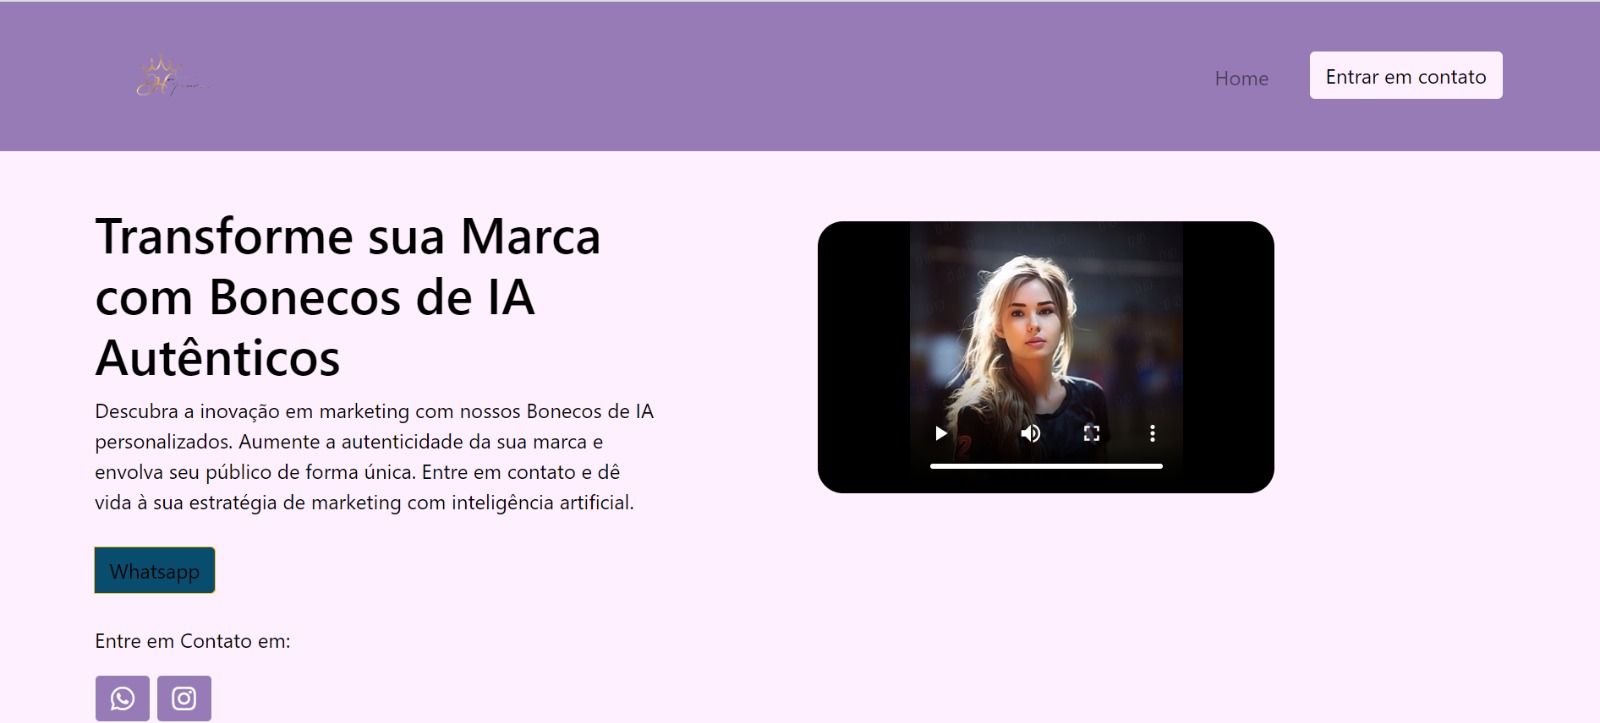 Home
Entrar em contato
Transforme sua Marca
com Bonecos de IA
Autênticos
Descubra a inovação em marketing com nossos Bonecos de IA
personalizados. Aumente a autenticidade da sua marca e
envolva seu público de forma única. Entre em contato e dê
vida à sua estratégia de marketing com inteligência artificial.
Whatsapp
Entre em Contato em: